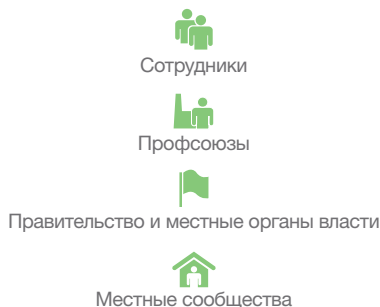 Сотрудники
Профсоюзы
Правительство и местные органы власти
Местные сообщества